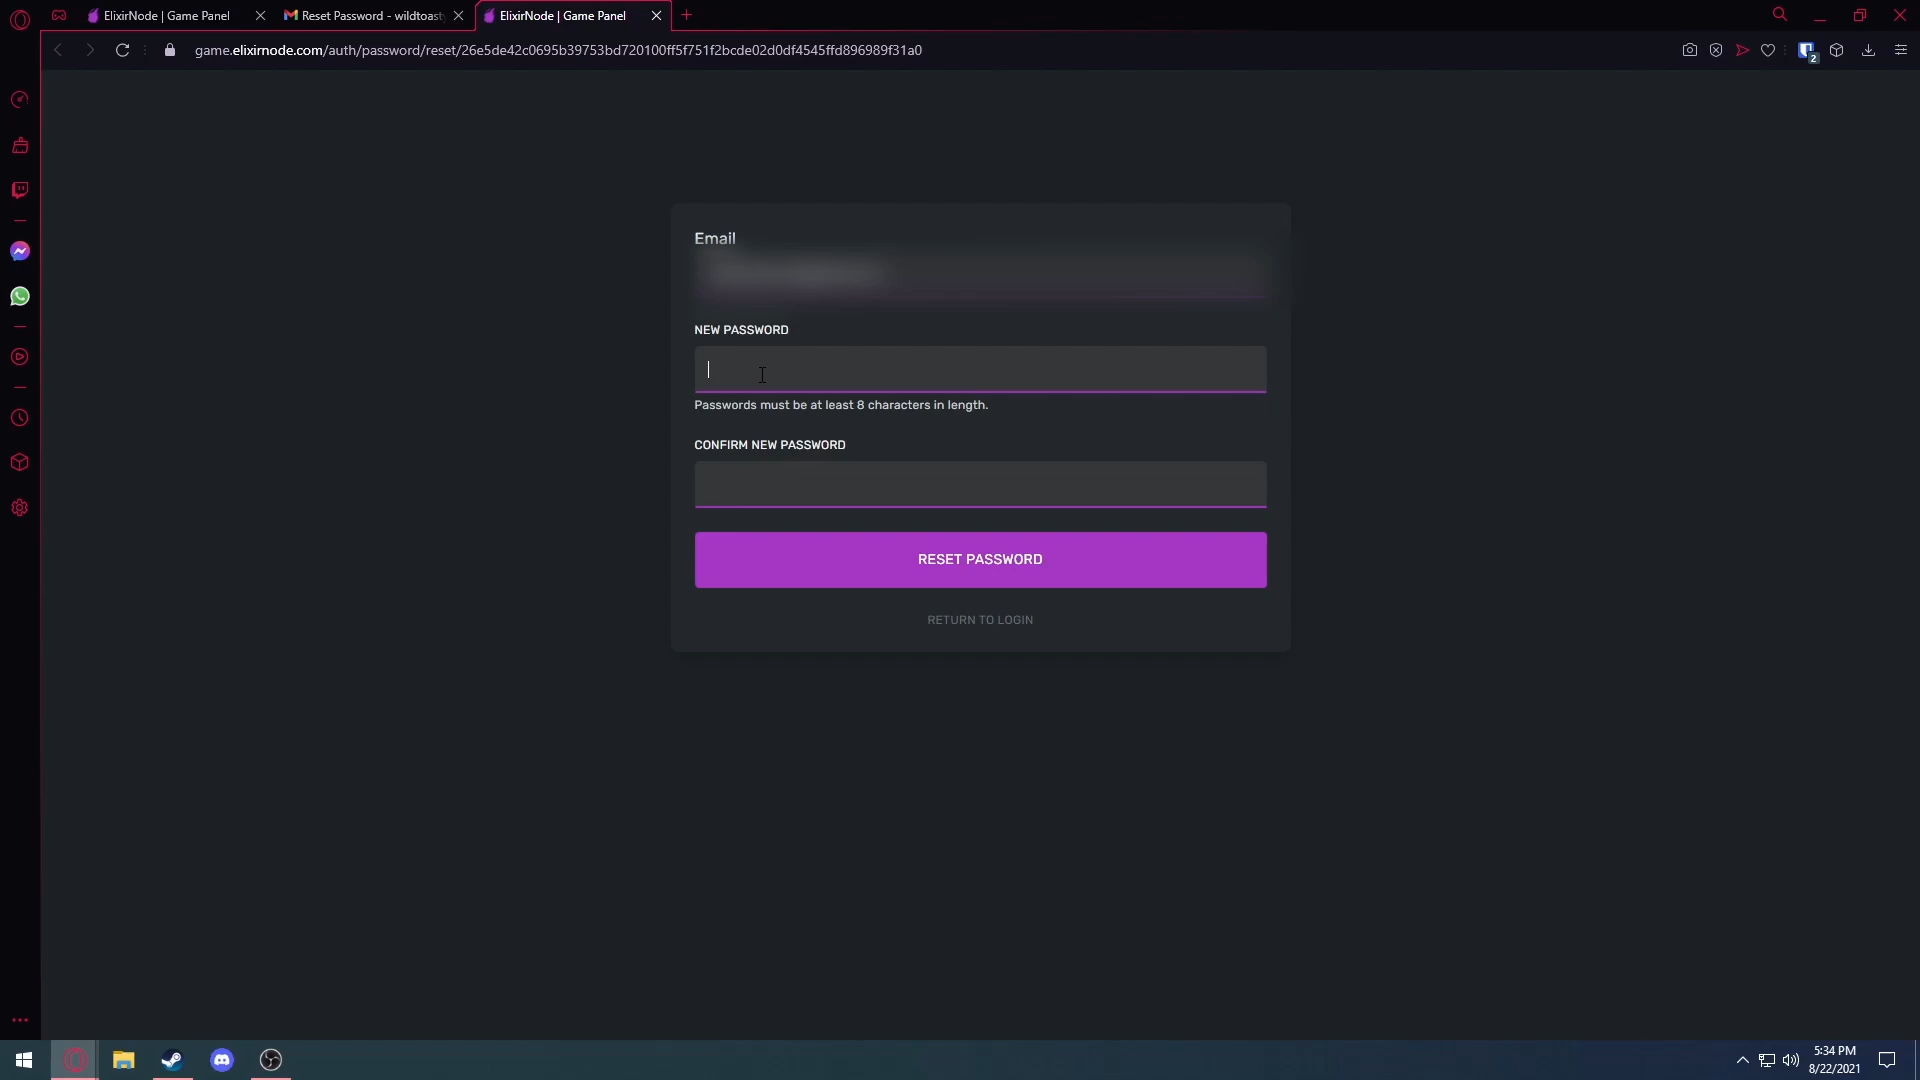 ElixirNode | Game Panel
Reset Password - wildtoast
ElixirNode | Game Panel
game.elixirnode.com/auth/password/reset/26e5de42c0695b39753bd720100ff5f751f2bcde02d0df4545ffd896989f31a0
2
Email
NEW PASSWORD
Passwords must be at least 8 characters in length.
CONFIRM NEW PASSWORD
RESET PASSWORD
RETURN TO LOGIN
5:34 PM
8/22/2021